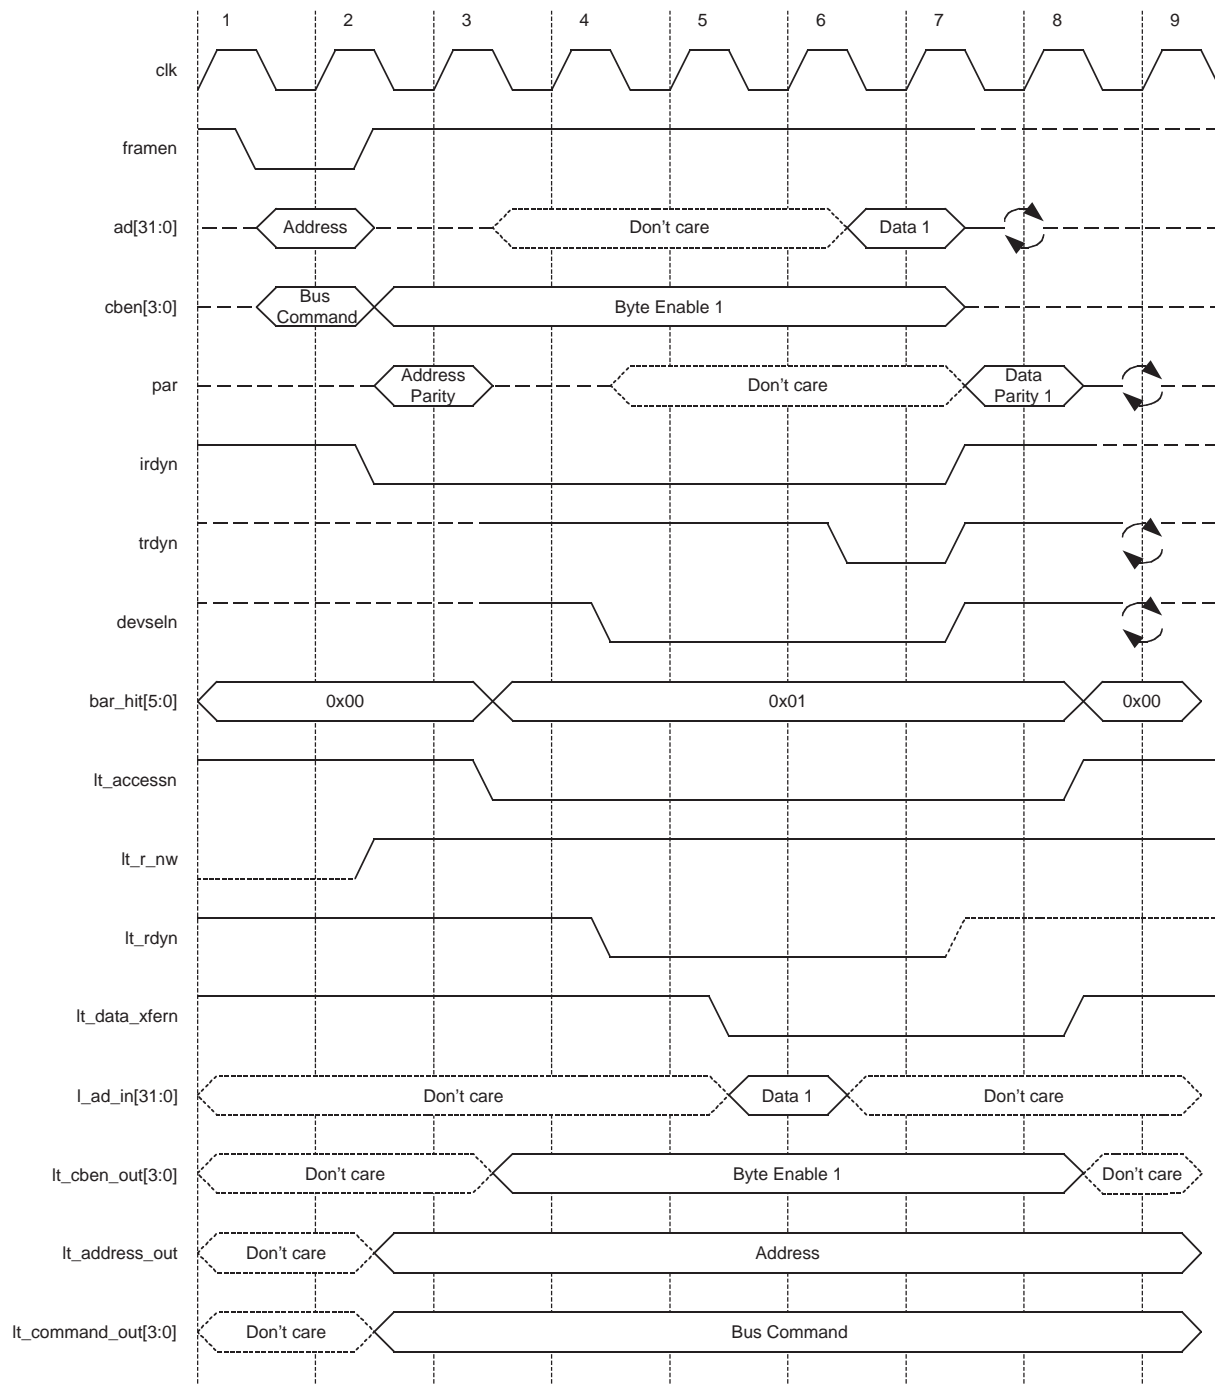 1 2 3 4 5 6 7 8 9
clk
framen
ad[31:0] Address Don't care Data 1
cben[3:0] Bus Command Byte Enable 1
par Address Parity Don't care Data Parity 1
irdyn
trdyn
devseln
bar_hit[5:0] 0x00 0x01 0x00
lt_accessn
lt_r_nw
lt_rdyn
lt_data_xfern
l_ad_in[31:0] Don't care Data 1 Don't care
lt_cben_out[3:0] Don't care Byte Enable 1 Don't care
lt_address_out Don't care Address
lt_command_out[3:0] Don't care Bus Command